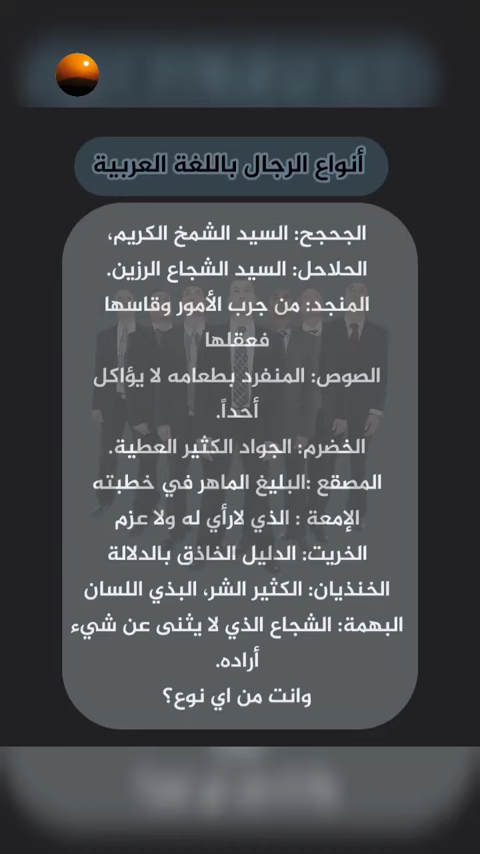 أنواع الرجال باللغة العربية
الجحجح: السيد الشمخ الكريم،
الحلاحل: السيد الشجاع الرزين.
المنجد: من جرب الأمور وقاسها
فعقلها
الصوص: المنفرد بطعامه لا يؤاكل
أحداً.
الخضرم: الجواد الكثير العطية.
المصقع :البليغ الماهر في خطبته
الإمعة : الذي لارأي له ولا عزم
الخريت: الدليل الخاذق بالدلالة
الخنذيان: الكثير الشر، البذي اللسان
البهمة: الشجاع الذي لا يثنى عن شيء
أراده.
وانت من اي نوع؟